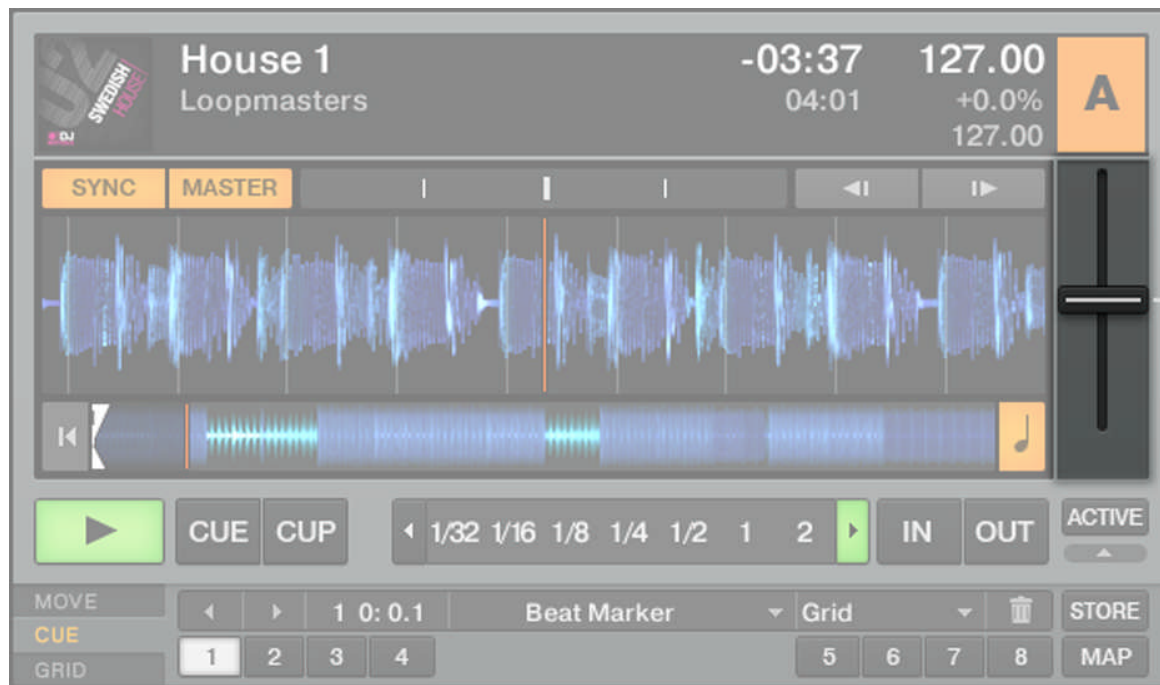 SWEDISH
HOUSE
DJ
House 1
Loopmasters
-03:37
04:01
127.00
+0.0%
127.00
A
SYNC MASTER
CUE CUP 1/32 1/16 1/8 1/4 1/2 1 2 IN OUT ACTIVE
MOVE
CUE
GRID
1 0:0.1 Beat Marker Grid STORE
1 2 3 4 5 6 7 8 MAP